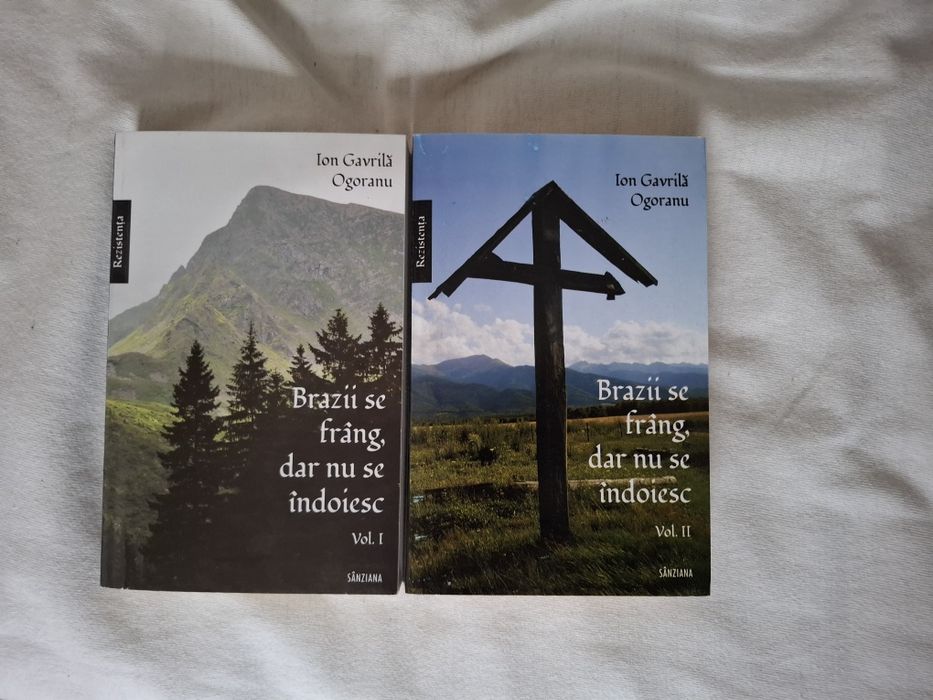 Ion Gavrilă
Ogoranu
Rezistența
Brazii se
frâng,
dar nu se
îndoiesc
Vol. I
SÂNZIANA
Ion Gavrilă
Ogoranu
Rezistența
Brazii se
frâng,
dar nu se
îndoiesc
Vol. II
SÂNZIANA